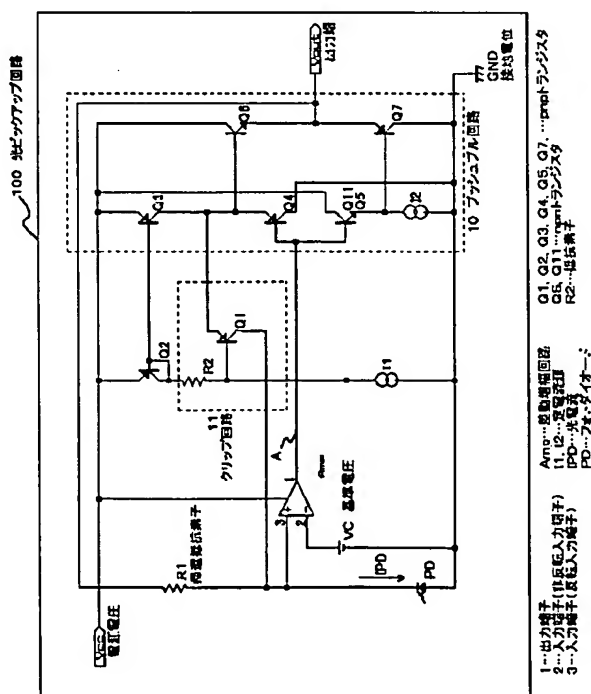 100 光ピックアップ回路
Vcc
電源電圧
R1
帰還抵抗素子
11
クリップ回路
R2
Q1
Q2
Q3
Q4
Q11
Q5
Q6
Q7
I1
I2
10 プッシュプル回路
Vout
出力端
GND
接地電位
A
Amp
1
2
3
VC 基準電圧
IPD
PD
1…出力端子
2…入力端子(非反転入力端子)
3…入力端子(反転入力端子)
Amp…差動増幅回路
I1, I2…定電流源
IPD…光電流
PD…フォトダイオード
Q1, Q2, Q3, Q4, Q5, Q7, …pnpトランジスタ
Q6, Q11…npnトランジスタ
R2…抵抗素子